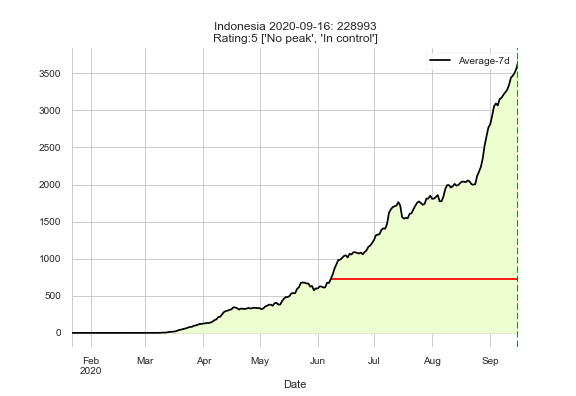 Indonesia 2020-09-16: 228993
Rating:5 ['No peak', 'In control']
Average-7d
3500
3000
2500
2000
1500
1000
500
0
Feb Mar Apr May Jun Jul Aug Sep
2020
Date